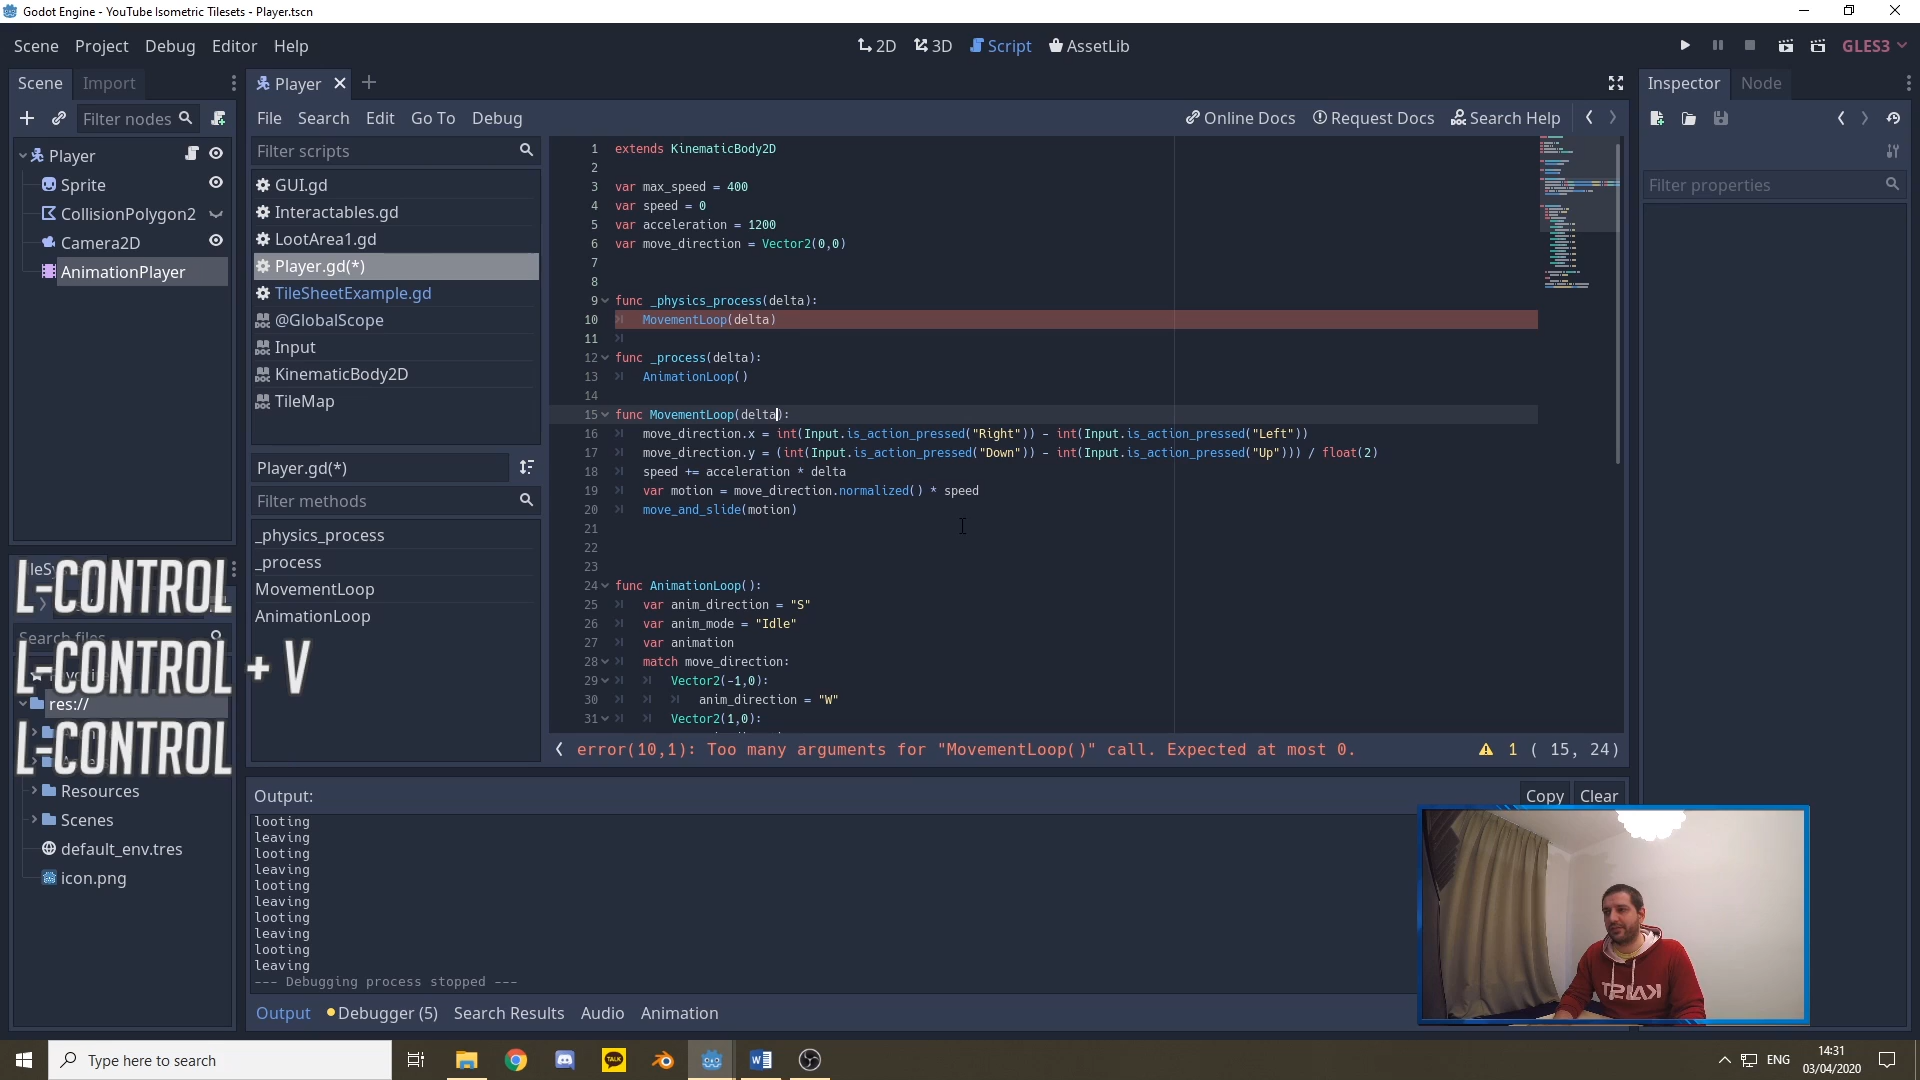 Godot Engine - YouTube Isometric Tilesets - Player.tscn
Scene Project Debug Editor Help
2D 3D Script AssetLib
GLES3
Scene Import
Player
Inspector Node
Filter nodes
File Search Edit Go To Debug
Online Docs Request Docs Search Help
Filter scripts
Filter properties
Player
Sprite
CollisionPolygon2
Camera2D
AnimationPlayer
GUI.gd
Interactables.gd
LootArea1.gd
Player.gd(*)
TileSheetExample.gd
@GlobalScope
Input
KinematicBody2D
TileMap
Player.gd(*)
Filter methods
_physics_process
_process
MovementLoop
AnimationLoop
1 extends KinematicBody2D
2
3 var max_speed = 400
4 var speed = 0
5 var acceleration = 1200
6 var move_direction = Vector2(0,0)
7
8
9 func _physics_process(delta):
10 MovementLoop(delta)
11
12 func _process(delta):
13 AnimationLoop()
14
15 func MovementLoop(delta):
16 move_direction.x = int(Input.is_action_pressed("Right")) - int(Input.is_action_pressed("Left"))
17 move_direction.y = (int(Input.is_action_pressed("Down")) - int(Input.is_action_pressed("Up"))) / float(2)
18 speed += acceleration * delta
19 var motion = move_direction.normalized() * speed
20 move_and_slide(motion)
21
22
23
24 func AnimationLoop():
25 var anim_direction = "S"
26 var anim_mode = "Idle"
27 var animation
28 match move_direction:
29 Vector2(-1,0):
30 anim_direction = "W"
31 Vector2(1,0):
error(10,1): Too many arguments for "MovementLoop()" call. Expected at most 0.
1 ( 15, 24)
L-CONTROL
Search files
L-CONTROL + V
res://
L-CONTROL
Resources
Scenes
default_env.tres
icon.png
Output:
Copy Clear
looting
leaving
looting
leaving
looting
leaving
looting
leaving
looting
leaving
--- Debugging process stopped ---
Output Debugger (5) Search Results Audio Animation
Type here to search
TALK
ENG
14:31
03/04/2020